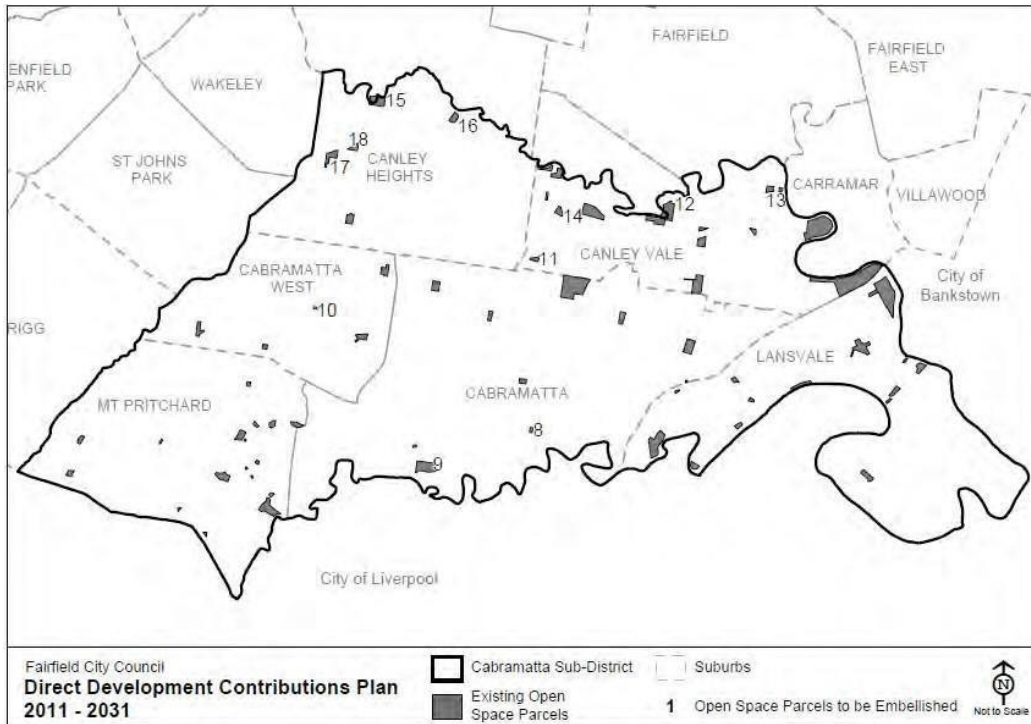 FAIRFIELD
FAIRFIELD
EAST
ENFIELD
PARK
WAKELEY
15
16
18
17
ST JOHNS
PARK
CANLEY
HEIGHTS
CARRAMAR
VILLAWOOD
12
13
14
11
CANLEY VALE
CABRAMATTA
WEST
City of
Bankstown
10
RIGG
LANSVALE
MT PRITCHARD
CABRAMATTA
8
9
City of Liverpool
Fairfield City Council
Direct Development Contributions Plan
2011 - 2031
Cabramatta Sub-District
Suburbs
Existing Open
Space Parcels
1 Open Space Parcels to be Embellished
N
Not to Scale